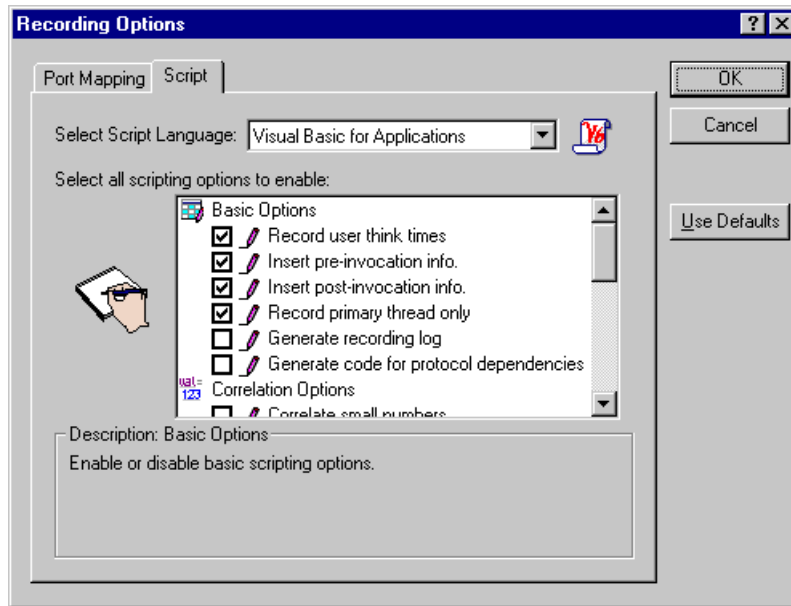 Recording Options
Port Mapping Script
OK
Select Script Language: Visual Basic for Applications
Cancel
Select all scripting options to enable:
Basic Options
Use Defaults
Record user think times
Insert pre-invocation info.
Insert post-invocation info.
Record primary thread only
Generate recording log
Generate code for protocol dependencies
val=
123 Correlation Options
Correlate small numbers
Description: Basic Options
Enable or disable basic scripting options.